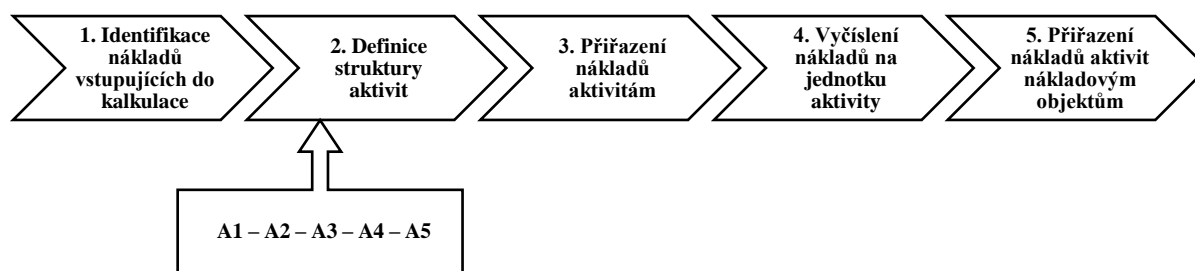 1. Identifikace
nákladů
vstupujících do
kalkulace
2. Definice
struktury
aktivit
3. Přiřazení
nákladů
aktivitám
4. Vyčíslení
nákladů na
jednotku
aktivity
5. Přiřazení
nákladů aktivit
nákladovým
objektům
A1 – A2 – A3 – A4 – A5